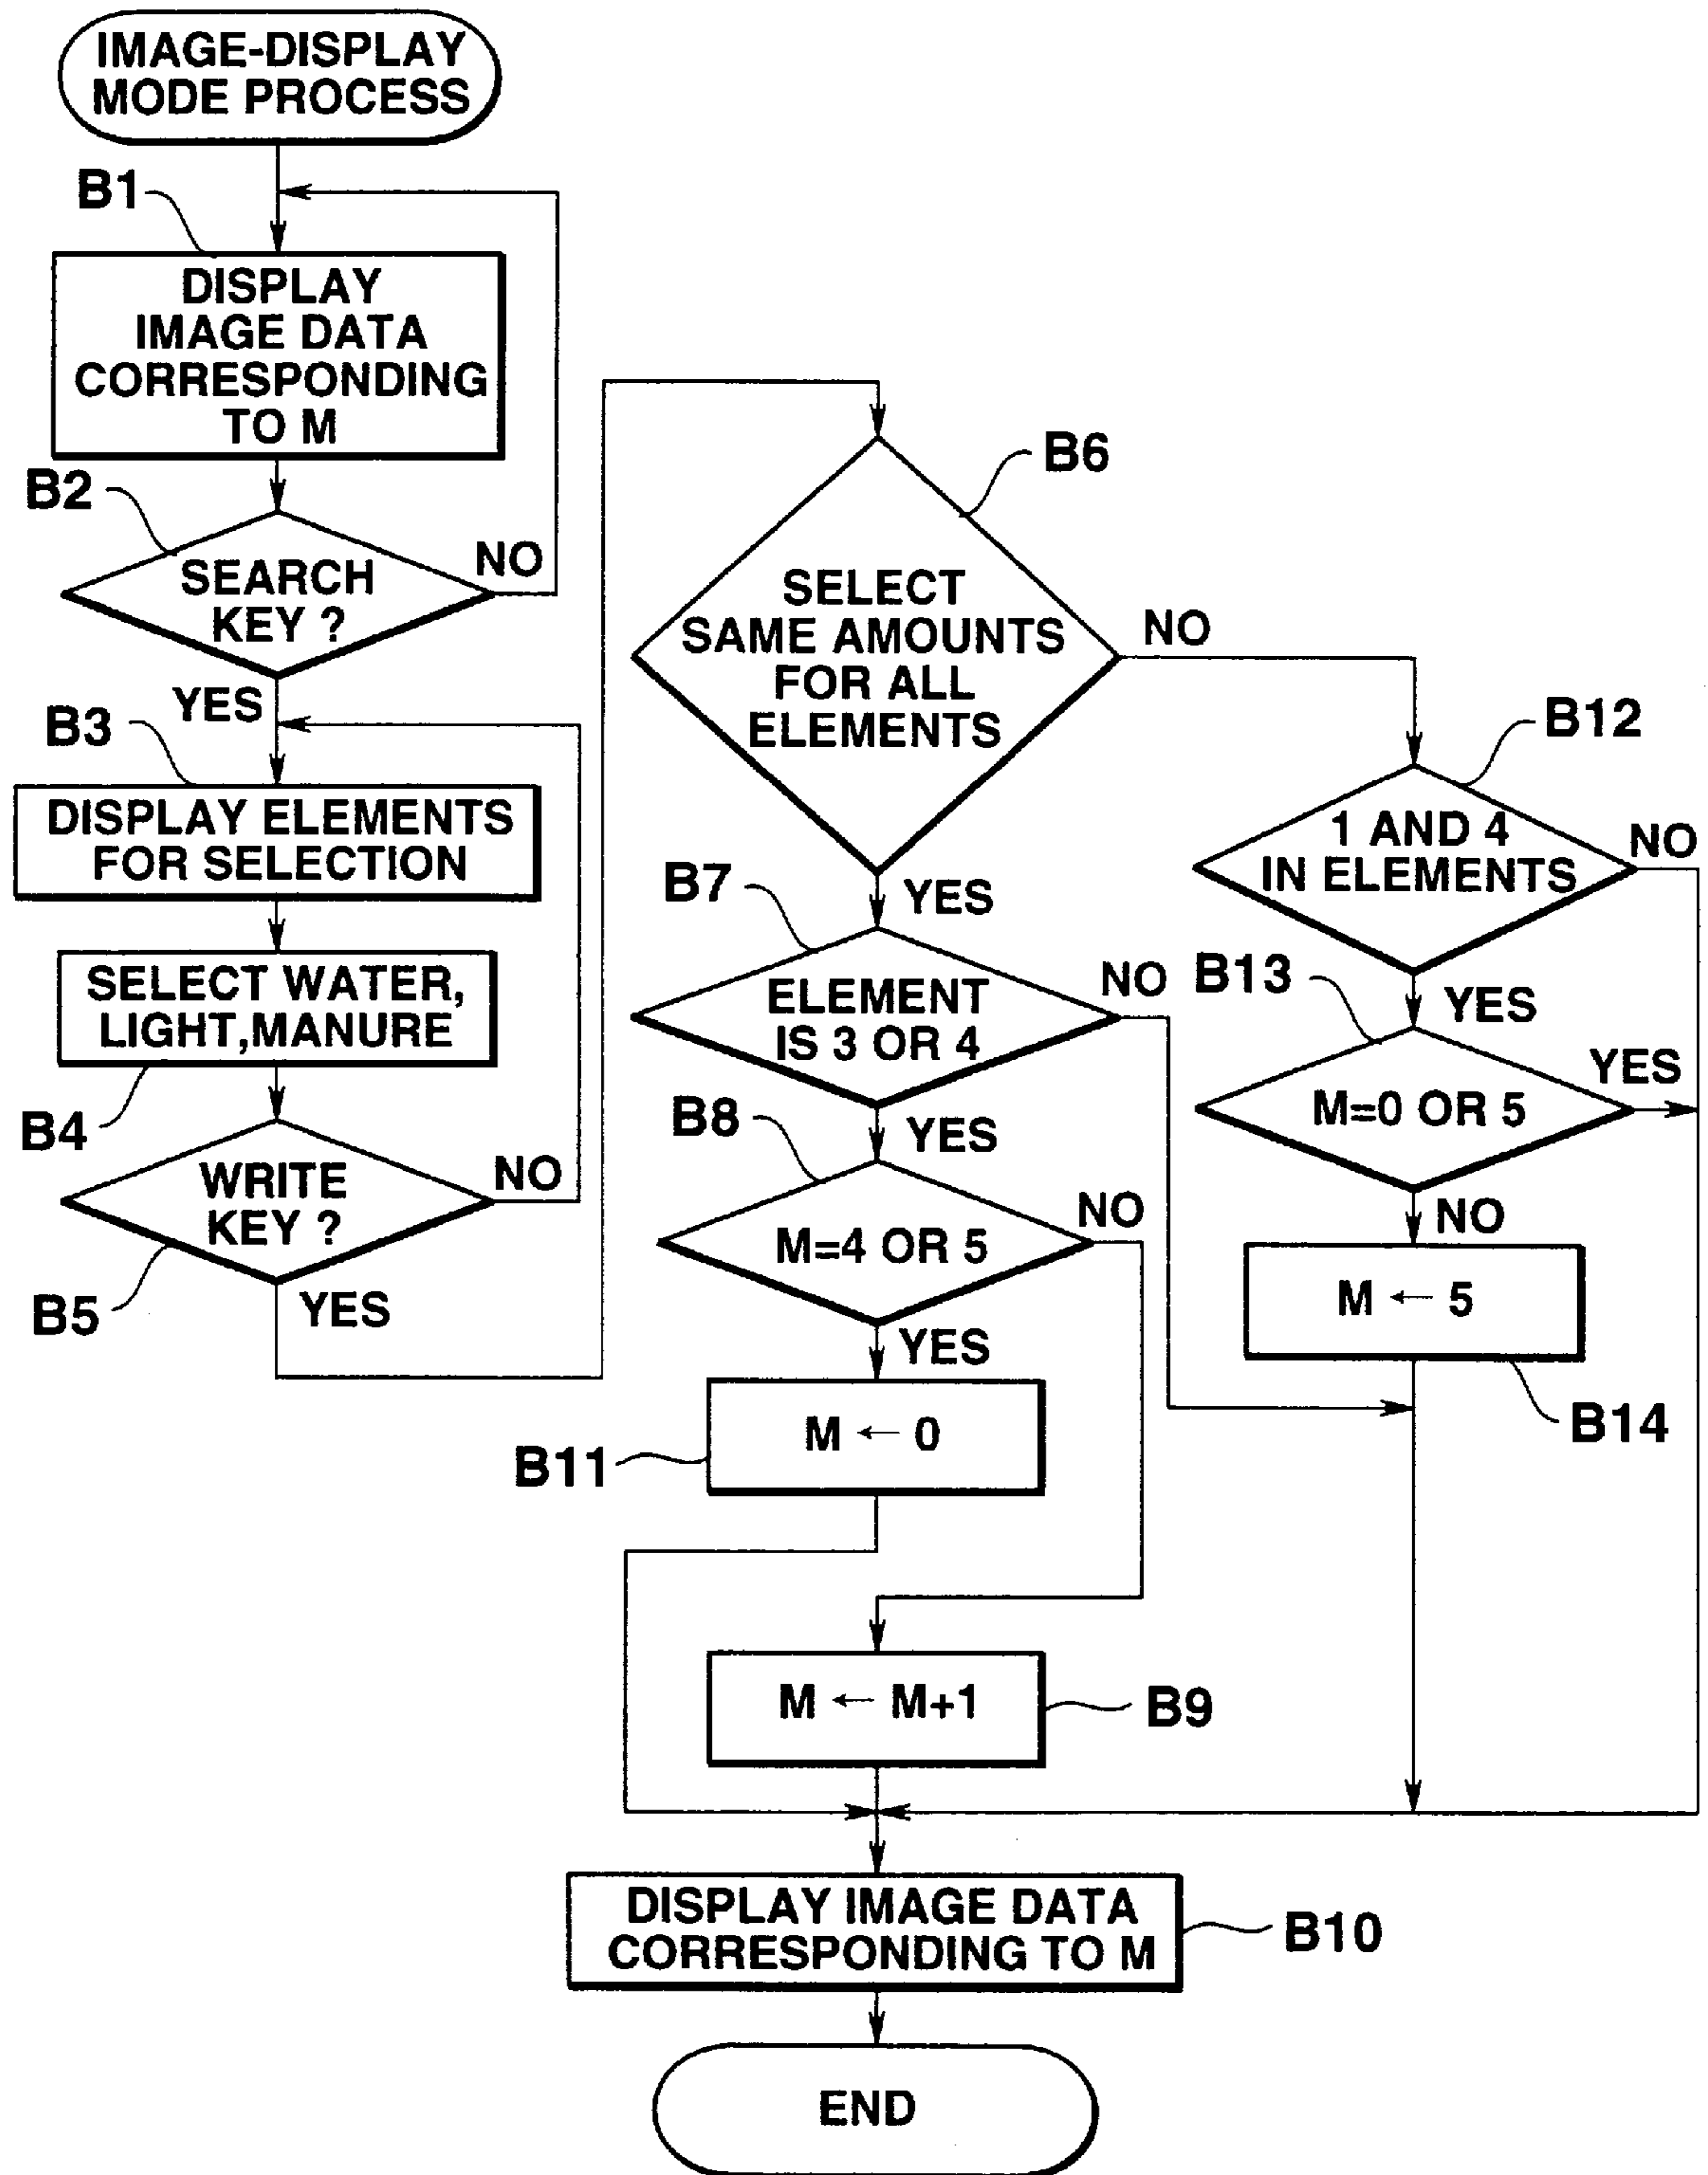 IMAGE-DISPLAY
MODE PROCESS
B1
DISPLAY
IMAGE DATA
CORRESPONDING
TO M
B2
SEARCH
KEY ?
NO
YES
B3
DISPLAY ELEMENTS
FOR SELECTION
SELECT WATER,
LIGHT,MANURE
B4
WRITE
KEY ?
NO
B5
YES
B6
SELECT
SAME AMOUNTS
FOR ALL
ELEMENTS
NO
YES
B7
ELEMENT
IS 3 OR 4
NO
YES
B8
M=4 OR 5
NO
YES
M ← 0
B11
M ← M+1
B9
B12
1 AND 4
IN ELEMENTS
NO
YES
B13
M=0 OR 5
YES
NO
M ← 5
B14
DISPLAY IMAGE DATA
CORRESPONDING TO M
B10
END